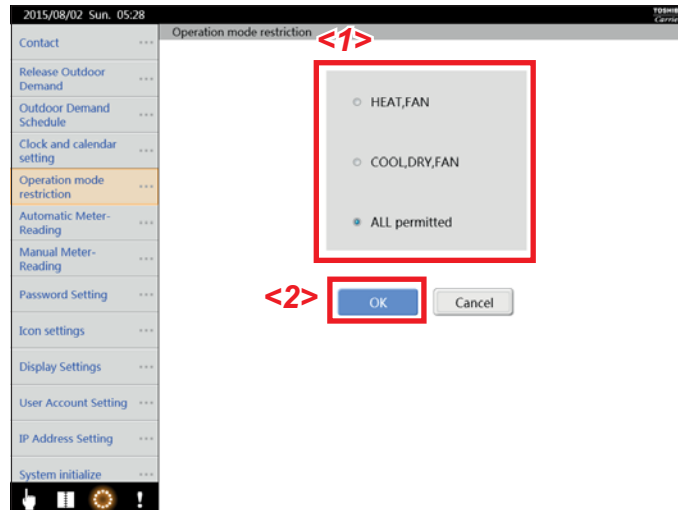 2015/08/02 Sun. 05:28
TOSHIB
Carrie
Operation mode restriction
<1>
Contact
Release Outdoor
Demand
Outdoor Demand
Schedule
Clock and calendar
setting
Operation mode
restriction
Automatic Meter-
Reading
Manual Meter-
Reading
Password Setting
Icon settings
Display Settings
User Account Setting
IP Address Setting
System initialize
HEAT,FAN
COOL,DRY,FAN
ALL permitted
<2>
OK
Cancel